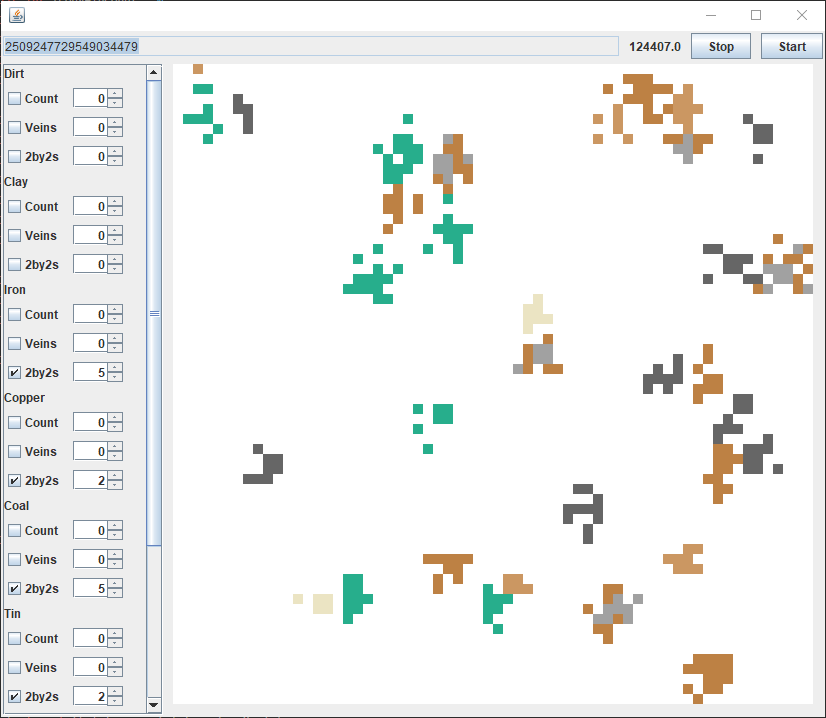 2509247729549034479 124407.0 Stop Start
Dirt
Count 0
Veins 0
2by2s 0
Clay
Count 0
Veins 0
2by2s 0
Iron
Count 0
Veins 0
2by2s 5
Copper
Count 0
Veins 0
2by2s 2
Coal
Count 0
Veins 0
2by2s 5
Tin
Count 0
Veins 0
2by2s 2